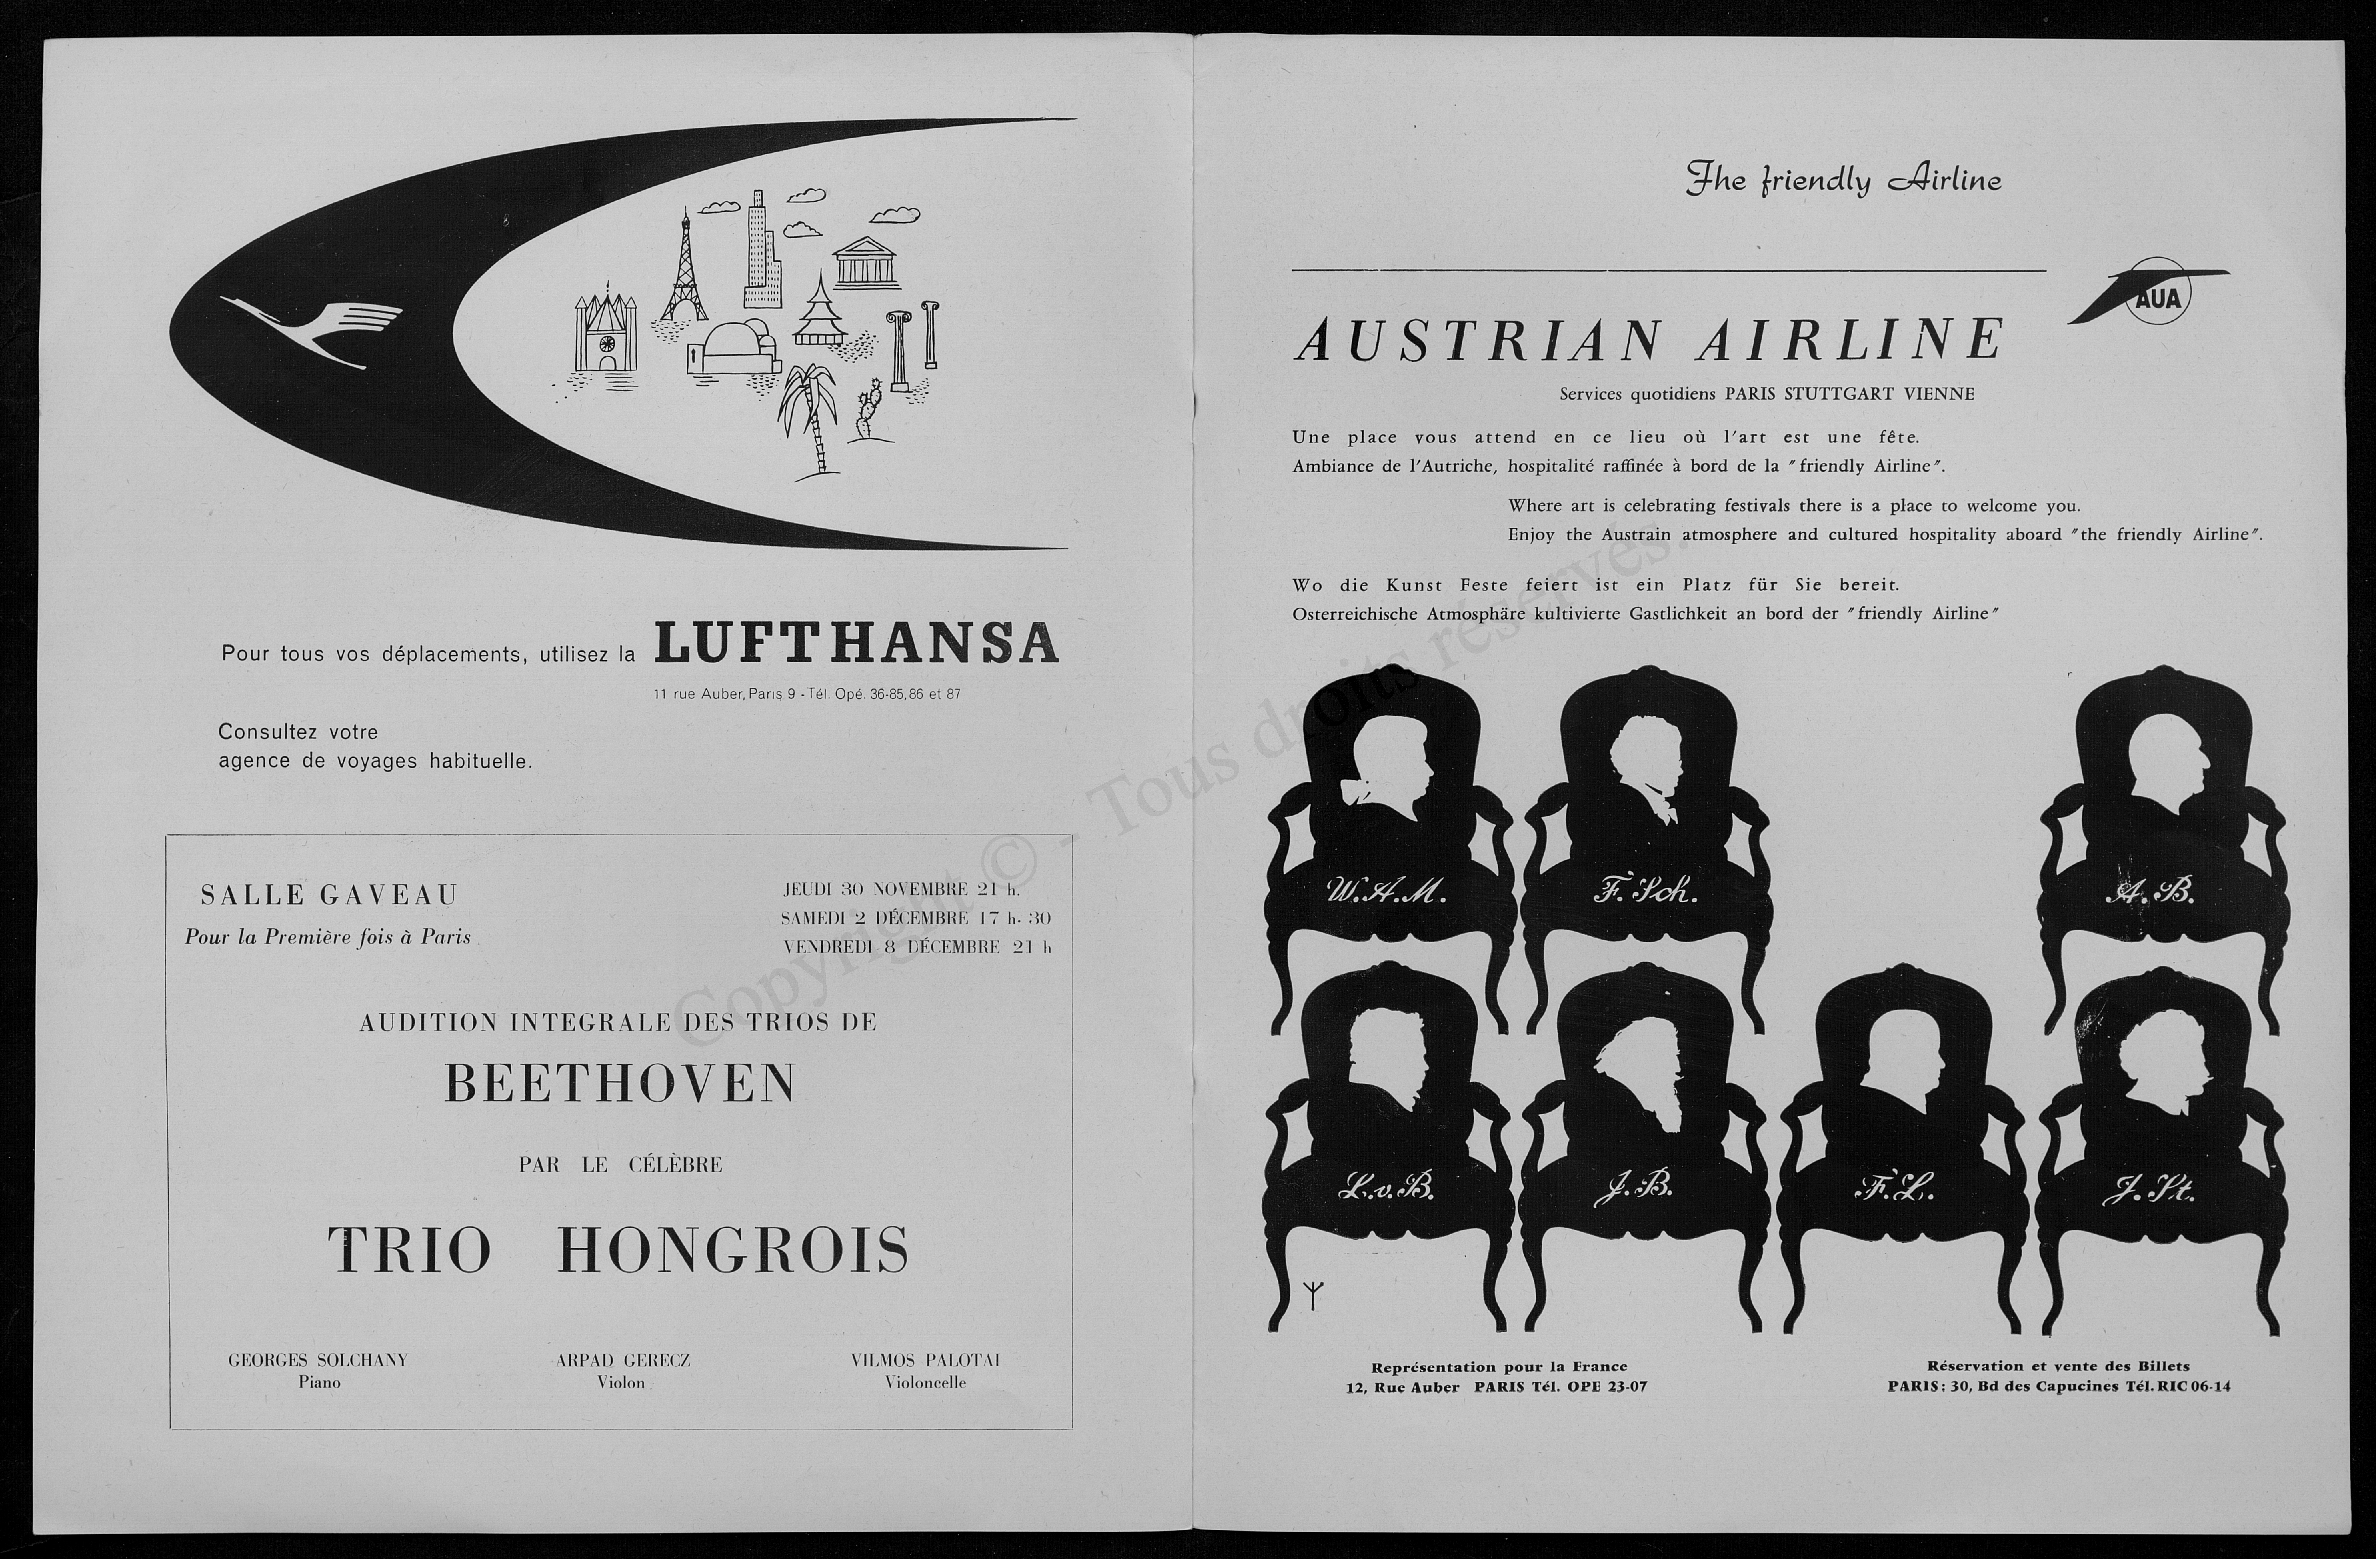 Pour tous vos déplacements, utilisez la LUFTHANSA
11 rue Auber, Paris 9 - Tél. Opé. 36-85,86 et 87
Consultez votre
agence de voyages habituelle.
SALLE GAVEAU
Pour la Première fois à Paris
JEUDI 30 NOVEMBRE 21 h.
SAMEDI 2 DÉCEMBRE 17 h. 30
VENDREDI 8 DÉCEMBRE 21 h
AUDITION INTEGRALE DES TRIOS DE
BEETHOVEN
PAR LE CÉLÈBRE
TRIO HONGROIS
GEORGES SOLCHANY
Piano
ARPAD GERECZ
Violon
VILMOS PALOTAI
Violoncelle
The friendly Airline
AUA
AUSTRIAN AIRLINE
Services quotidiens PARIS STUTTGART VIENNE
Une place vous attend en ce lieu où l'art est une fête.
Ambiance de l'Autriche, hospitalité raffinée à bord de la "friendly Airline".
Where art is celebrating festivals there is a place to welcome you.
Enjoy the Austrain atmosphere and cultured hospitality aboard "the friendly Airline".
Wo die Kunst Feste feiert ist ein Platz für Sie bereit.
Osterreichische Atmosphäre kultivierte Gastlichkeit an bord der "friendly Airline"
W.A.M.
F. Sch.
A. B.
L.v.B.
J.B.
F.L.
J.St.
Représentation pour la France
12, Rue Auber PARIS Tél. OPE 23-07
Réservation et vente des Billets
PARIS: 30, Bd des Capucines Tél. RIC 06-14
Copyright © - Tous droits réservés.